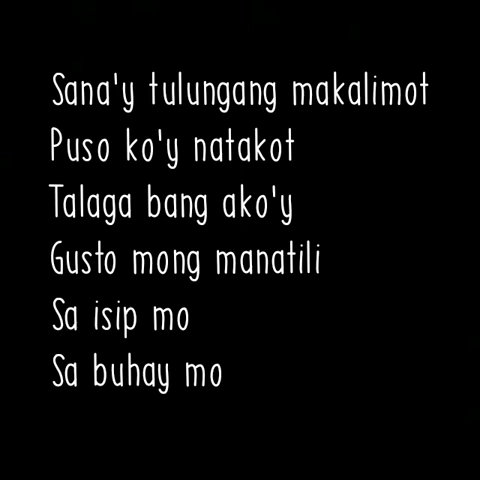 Sana'y tulungang makalimot
Puso ko'y natakot
Talaga bang ako'y
Gusto mong manatili
Sa isip mo
Sa buhay mo